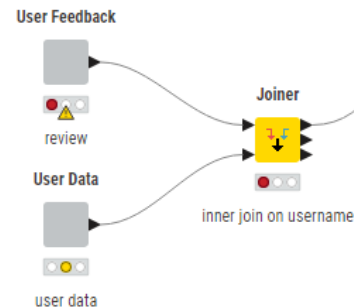 User Feedback
review
Joiner
inner join on username
User Data
user data